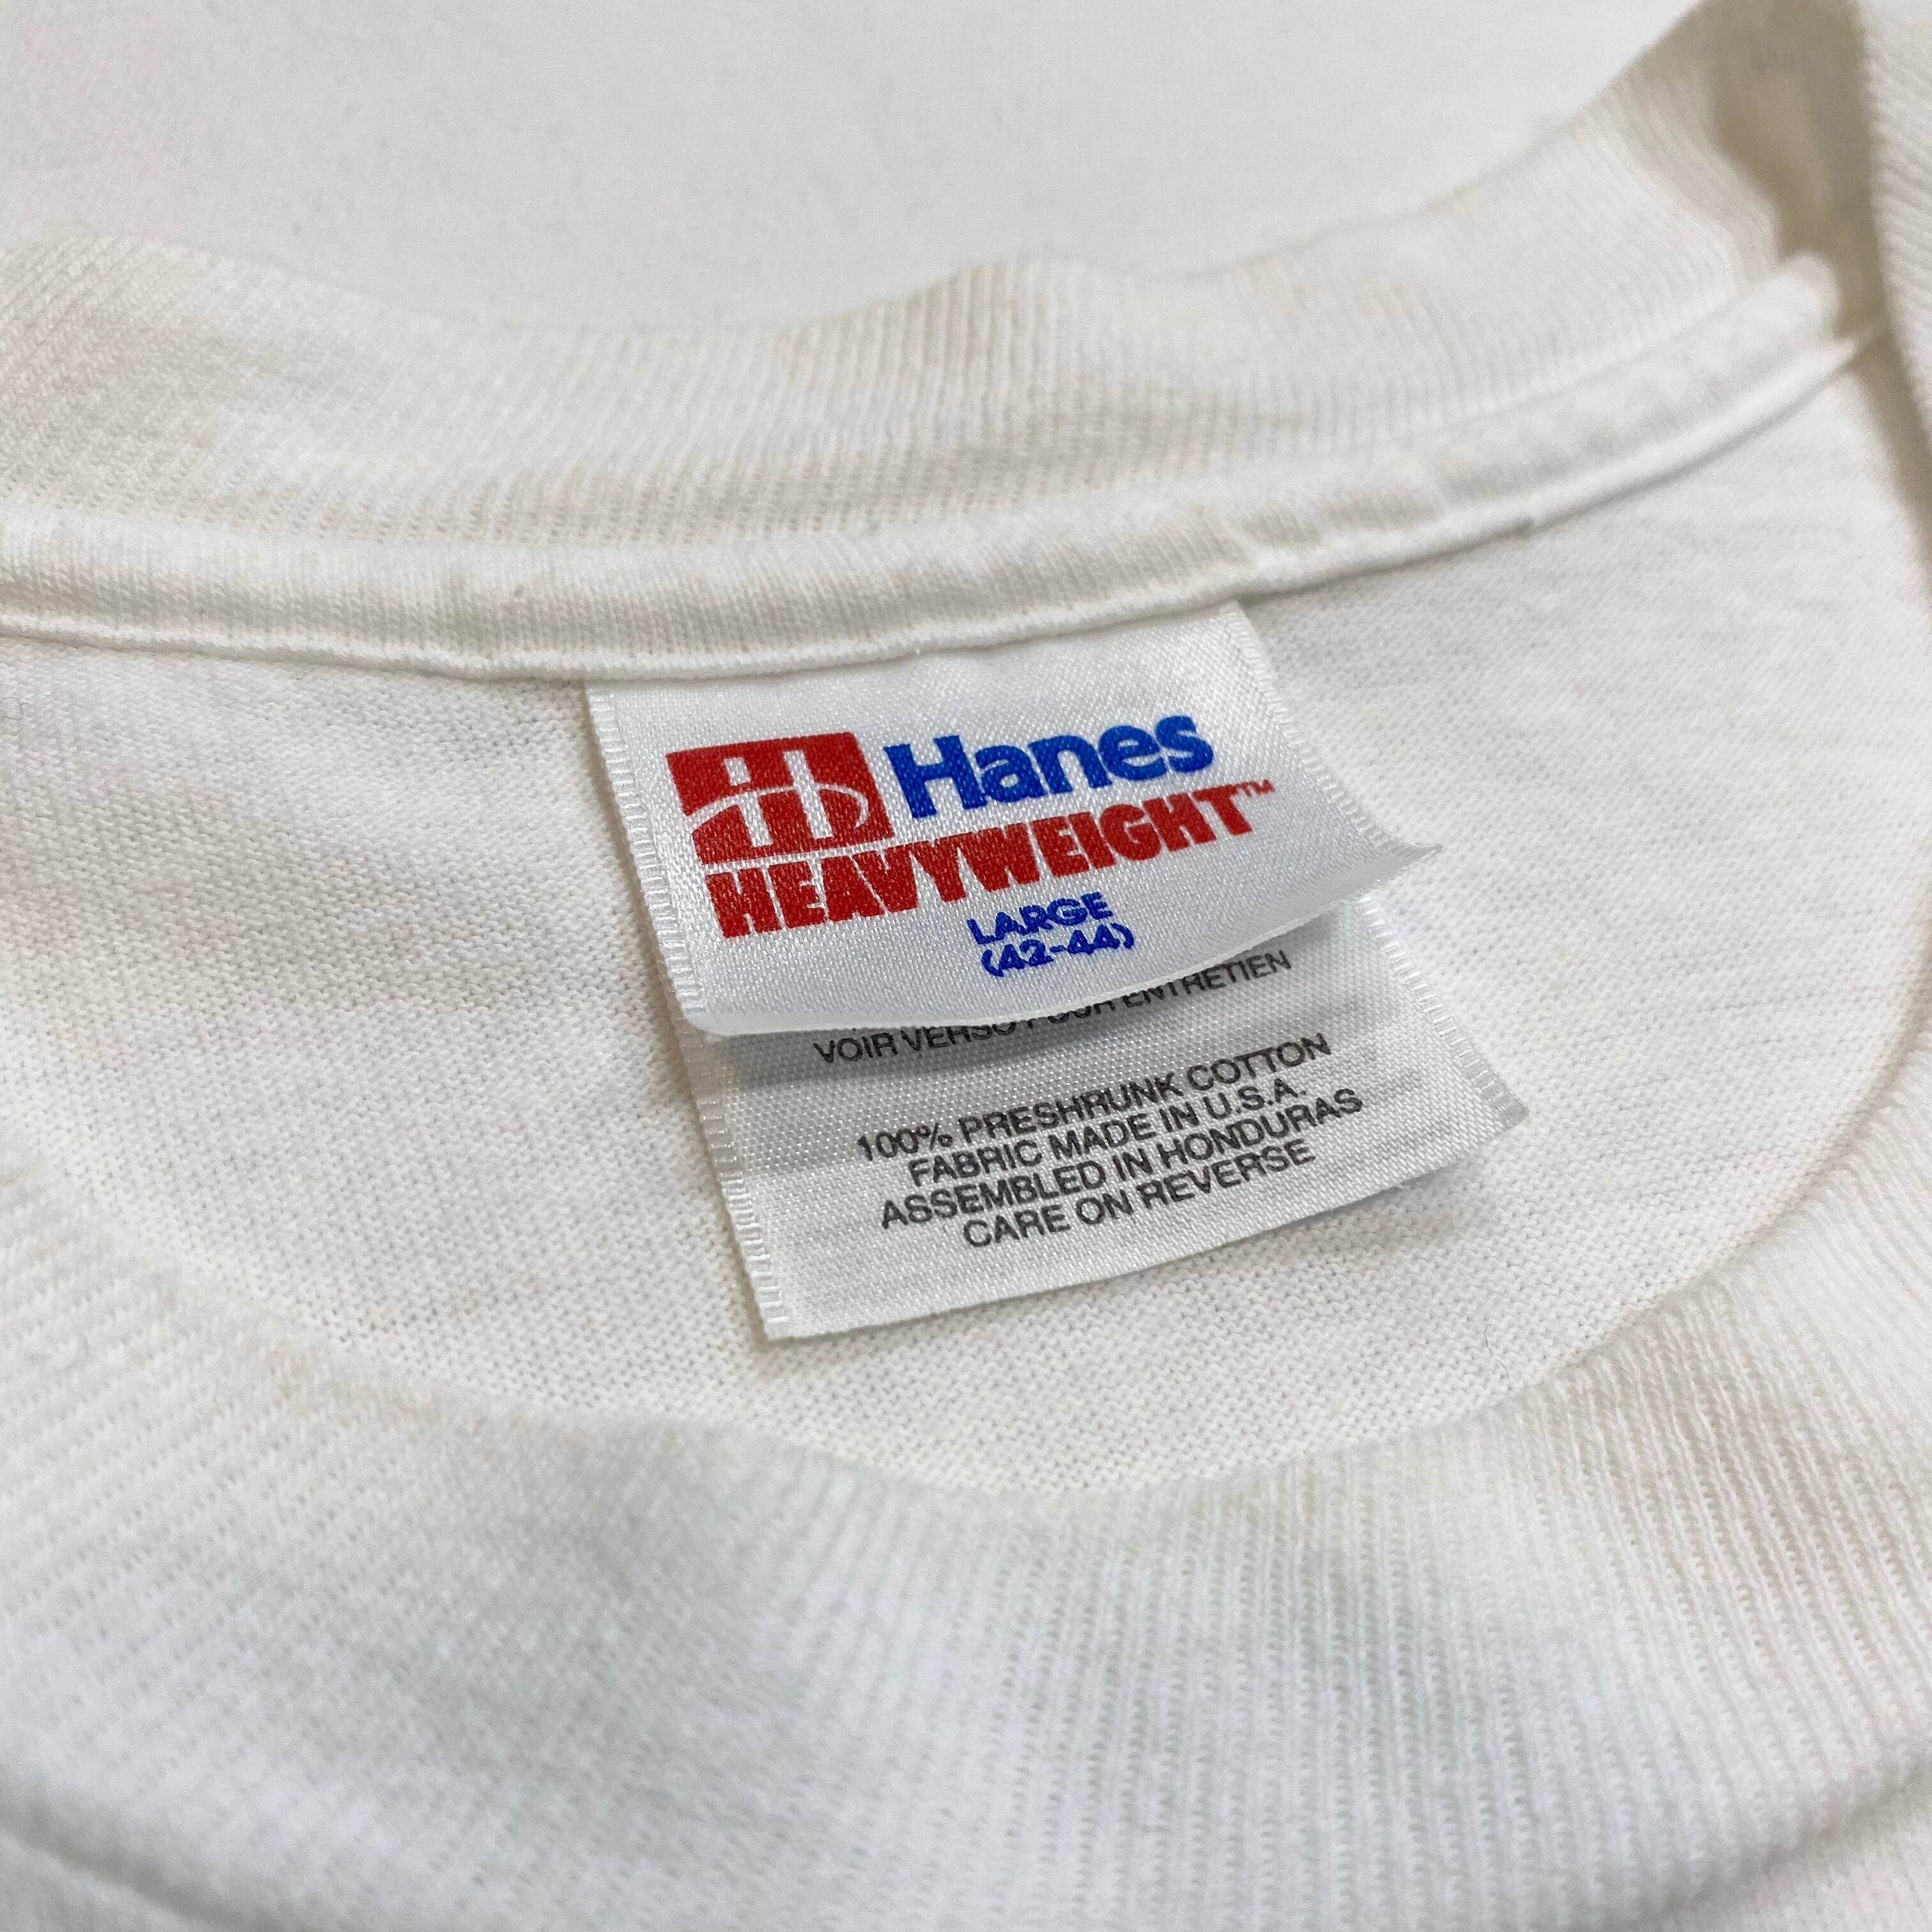 Hanes
HEAVYWEIGHT™
LARGE
(42-44)
VOIR VERSO POUR ENTRETIEN
100% PRESHRUNK COTTON
FABRIC MADE IN U.S.A.
ASSEMBLED IN HONDURAS
CARE ON REVERSE